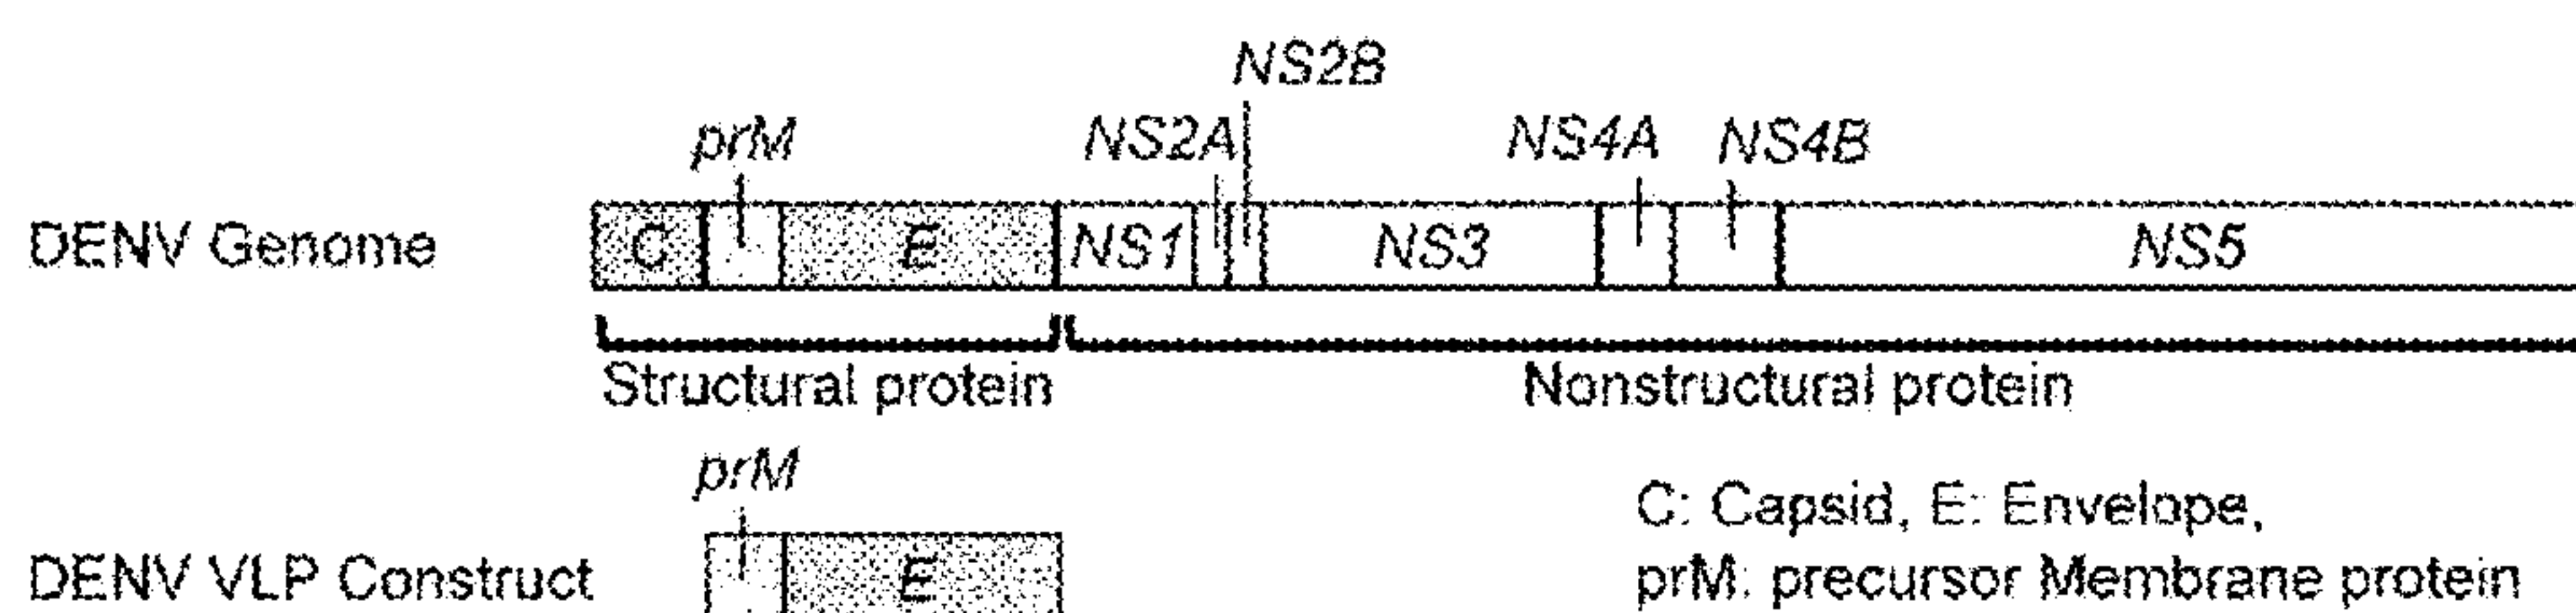 NS2B
prM NS2A NS4A NS4B
DENV Genome C E NS1 NS3 NS5
Structural protein Nonstructural protein
prM
C: Capsid, E: Envelope,
DENV VLP Construct E
prM: precursor Membrane protein